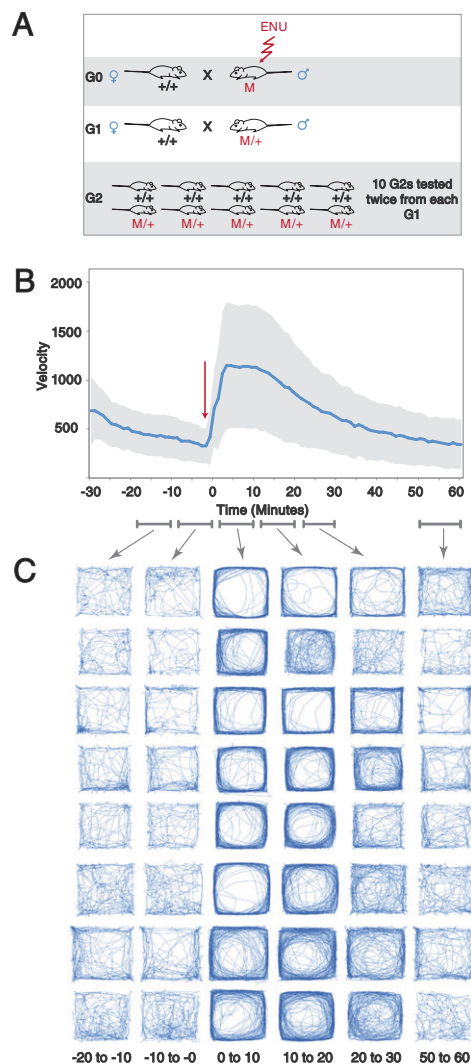 A
ENU
G0 ♀ +/+ X M ♂
G1 ♀ +/+ X M/+ ♂
G2
+/+ +/+ +/+ +/+ +/+
M/+ M/+ M/+ M/+ M/+
10 G2s tested
twice from each
G1
B
2000
1500
1000
500
Velocity
-30 -20 -10 0 10 20 30 40 50 60
Time (Minutes)
C
-20 to -10 -10 to -0 0 to 10 10 to 20 20 to 30 50 to 60